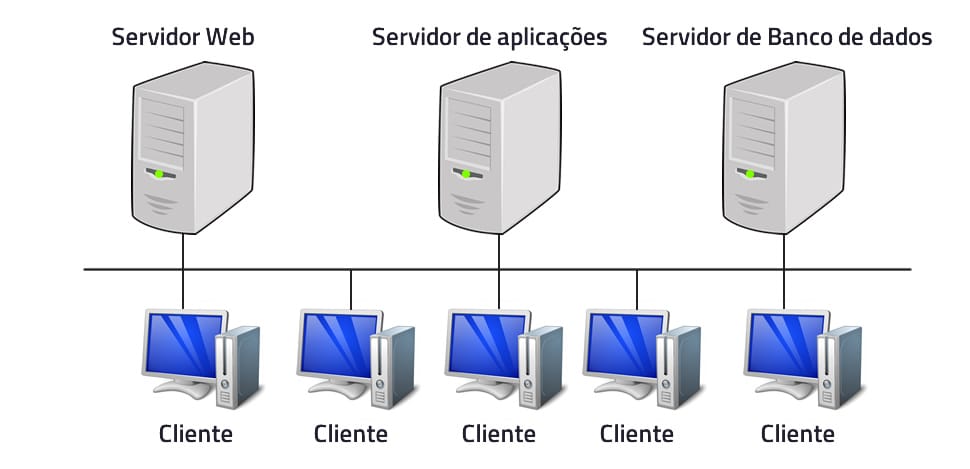 Servidor Web
Servidor de aplicações
Servidor de Banco de dados
Cliente
Cliente
Cliente
Cliente
Cliente